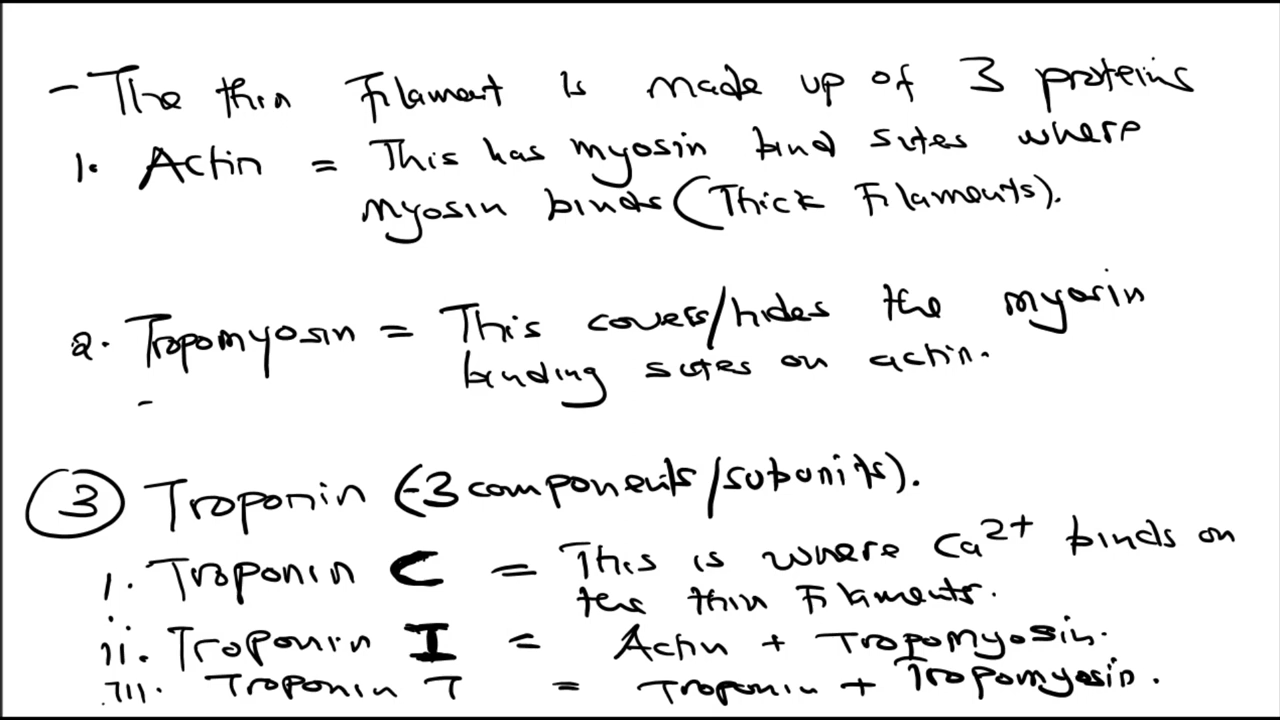 - The thin Filament is made up of 3 proteins
1. Actin = This has myosin bind sites where
myosin binds (Thick Filaments).
2. Tropomyosin = This covers/hides the myosin
binding sites on actin.
-
3 Troponin (-3 components/subunits).
i. Troponin C = This is where Ca²⁺ binds on
the thin Filaments.
ii. Troponin I = Actin + Tropomyosin.
iii. Troponin T = Troponin + Tropomyosin.